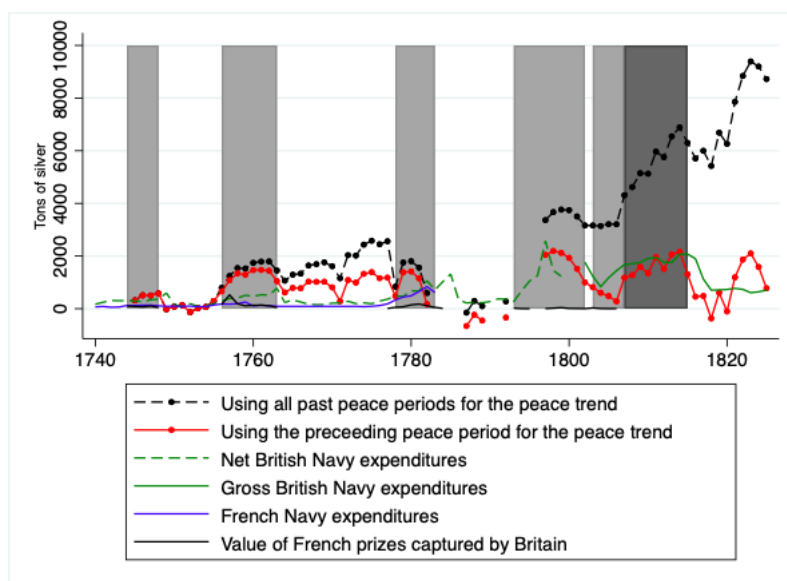 10000
8000
6000
4000
2000
0
Tons of silver
1740 1760 1780 1800 1820
Using all past peace periods for the peace trend
Using the preceeding peace period for the peace trend
Net British Navy expenditures
Gross British Navy expenditures
French Navy expenditures
Value of French prizes captured by Britain